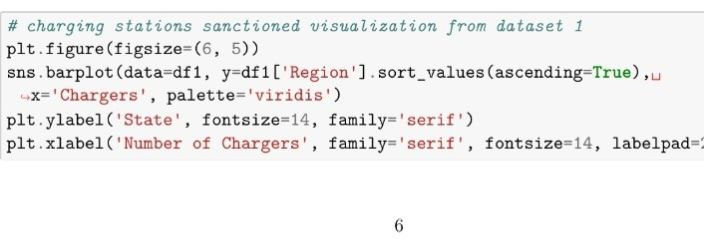 # charging stations sanctioned visualization from dataset 1
plt.figure(figsize=(6, 5))
sns.barplot(data=df1, y=df1['Region'].sort_values(ascending=True),␣
↪x='Chargers', palette='viridis')
plt.ylabel('State', fontsize=14, family='serif')
plt.xlabel('Number of Chargers', family='serif', fontsize=14, labelpad=
6